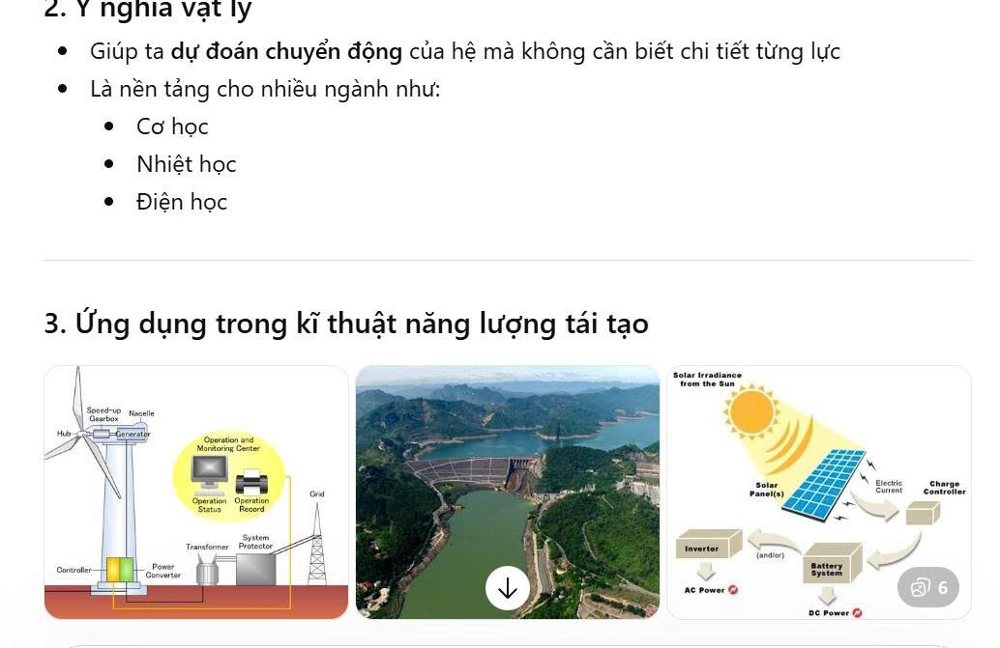 2. Ý nghĩa vật lý
Giúp ta dự đoán chuyển động của hệ mà không cần biết chi tiết từng lực
Là nền tảng cho nhiều ngành như:
Cơ học
Nhiệt học
Điện học
3. Ứng dụng trong kĩ thuật năng lượng tái tạo
Speed-up
Gearbox
Nacelle
Hub
Generator
Operation and
Monitoring Center
Operation
Status
Operation
Record
Grid
System
Protector
Transformer
Controller
Power
Converter
Solar Irradiance
from the Sun
Solar
Panel(s)
Electric
Current
Charge
Controller
Inverter
(and/or)
Battery
System
AC Power
DC Power
6